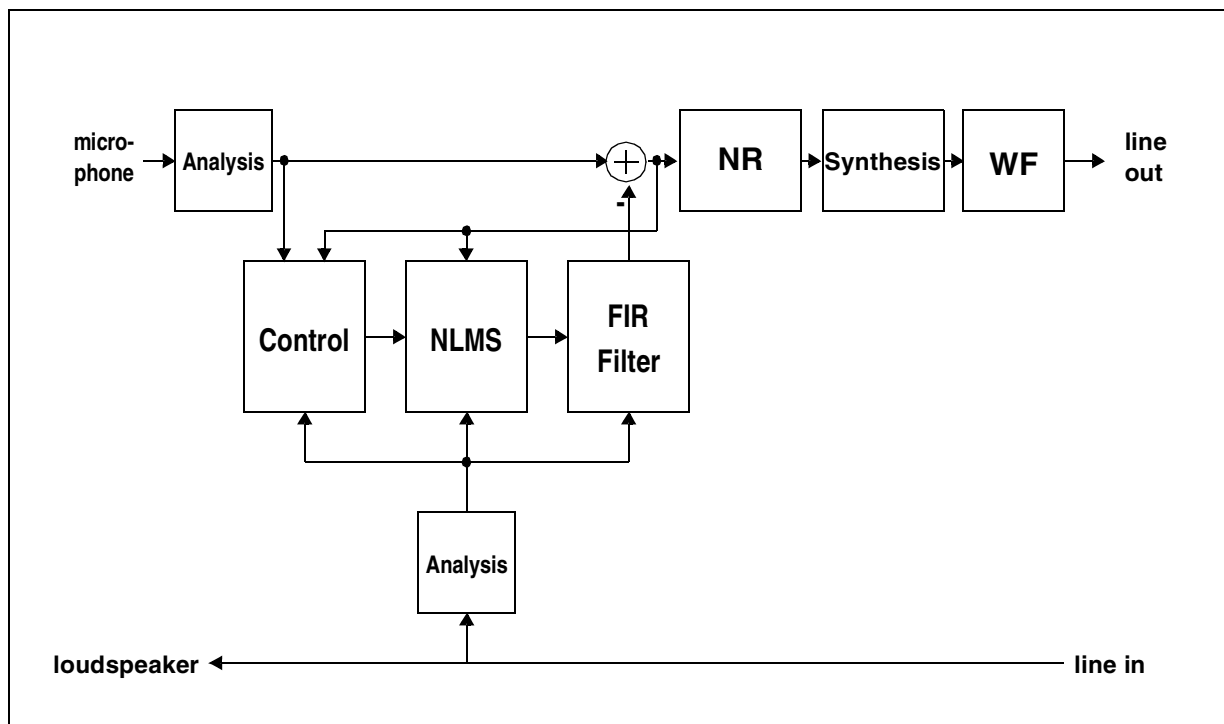 micro-
phone
Analysis
NR
Synthesis
WF
line
out
-
Control
NLMS
FIR
Filter
Analysis
loudspeaker
line in